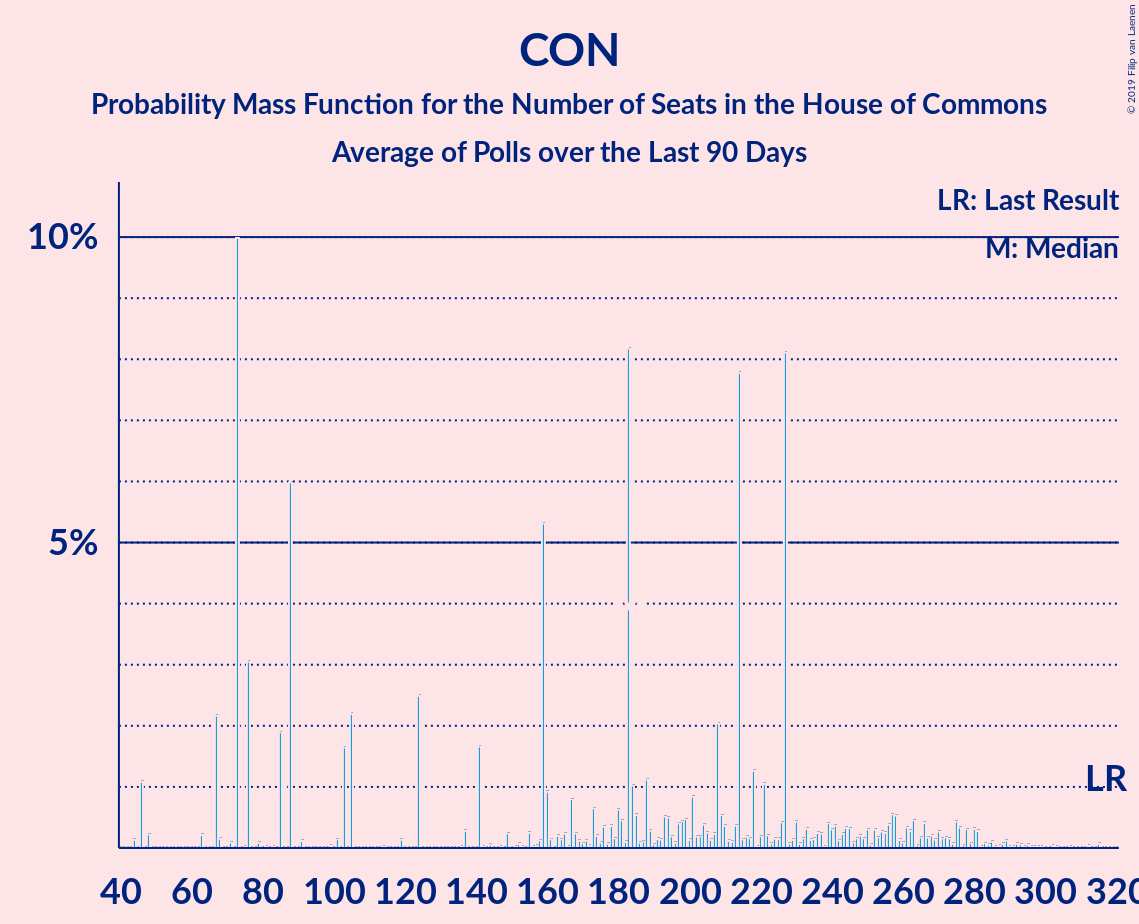 CON
Probability Mass Function for the Number of Seats in the House of Commons
Average of Polls over the Last 90 Days
© 2019 Filip van Laenen
LR: Last Result
M: Median
10%
5%
LR
40 60 80 100 120 140 160 180 200 220 240 260 280 300 320